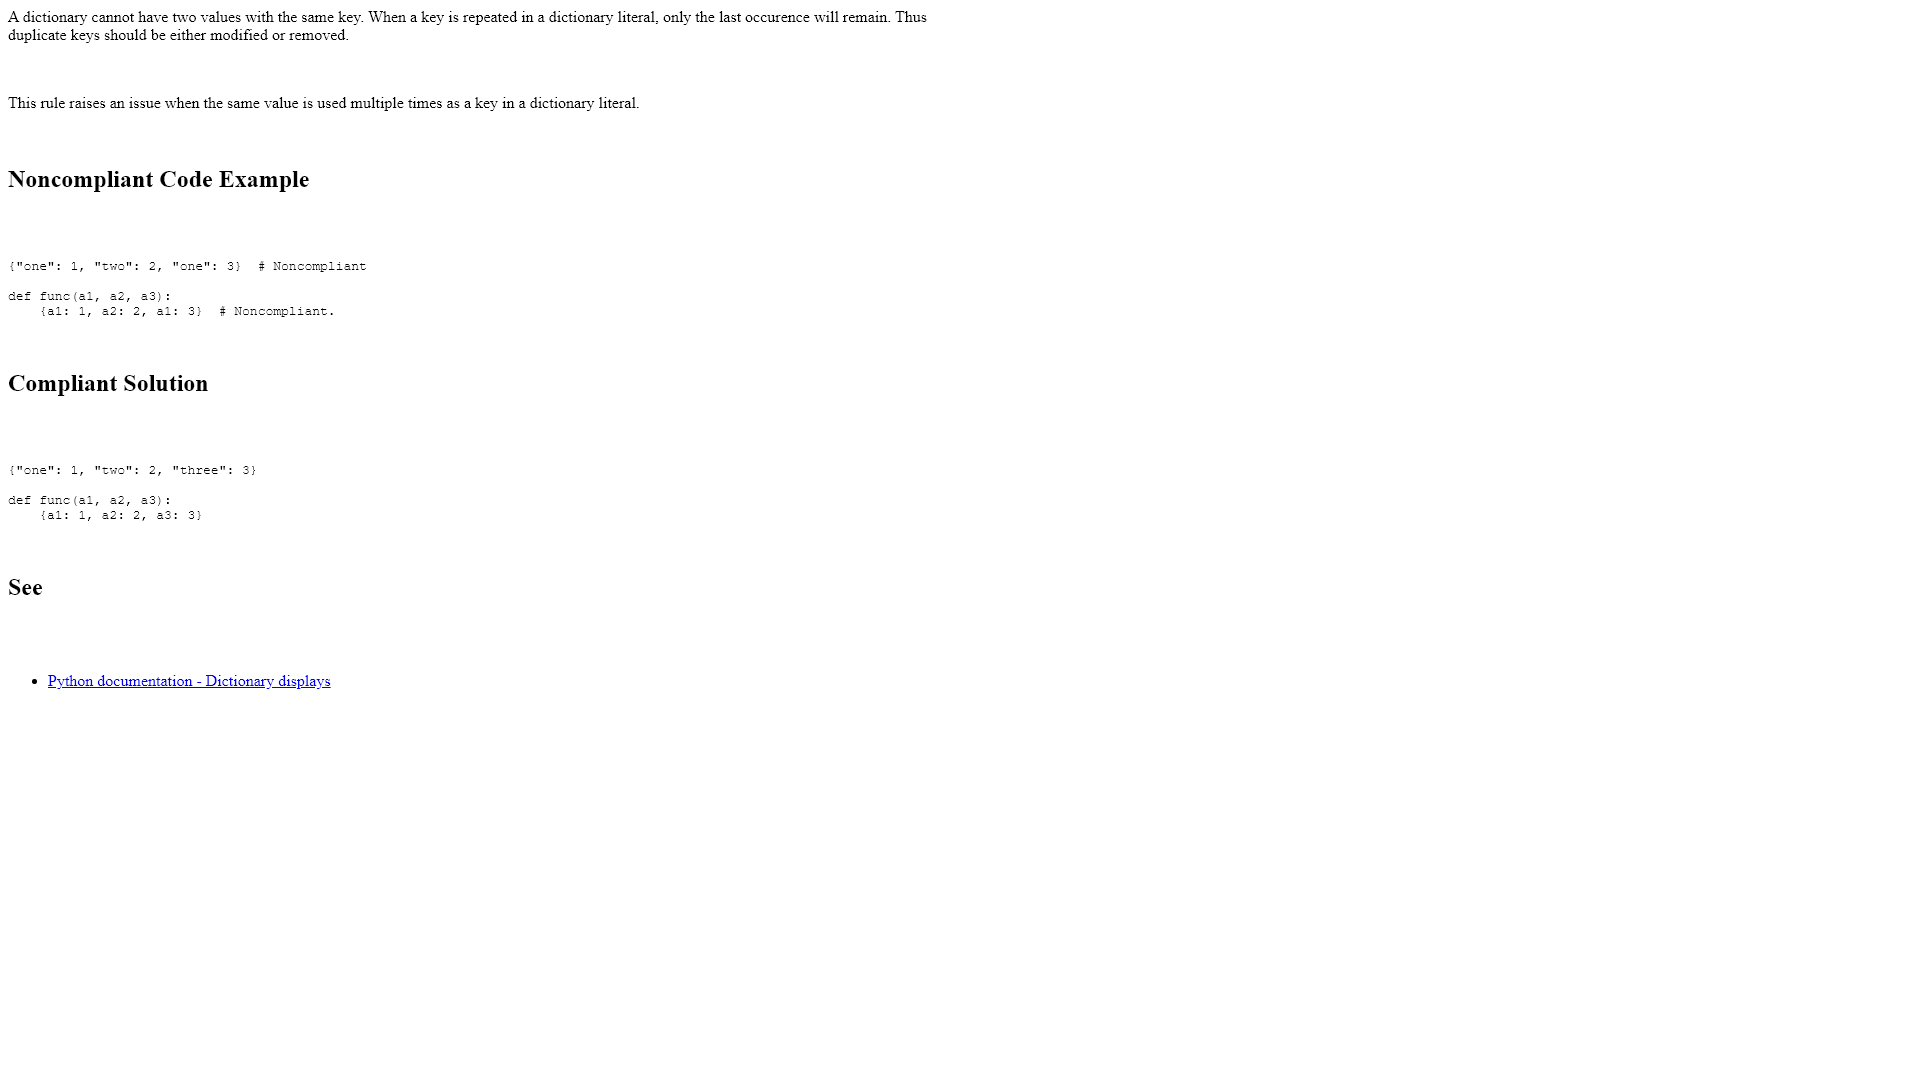 A dictionary cannot have two values with the same key. When a key is repeated in a dictionary literal, only the last occurence will remain. Thus
duplicate keys should be either modified or removed.
This rule raises an issue when the same value is used multiple times as a key in a dictionary literal.
Noncompliant Code Example
{"one": 1, "two": 2, "one": 3}  # Noncompliant
def func(a1, a2, a3):
    {a1: 1, a2: 2, a1: 3}  # Noncompliant.
Compliant Solution
{"one": 1, "two": 2, "three": 3}
def func(a1, a2, a3):
    {a1: 1, a2: 2, a3: 3}
See
• Python documentation - Dictionary displays